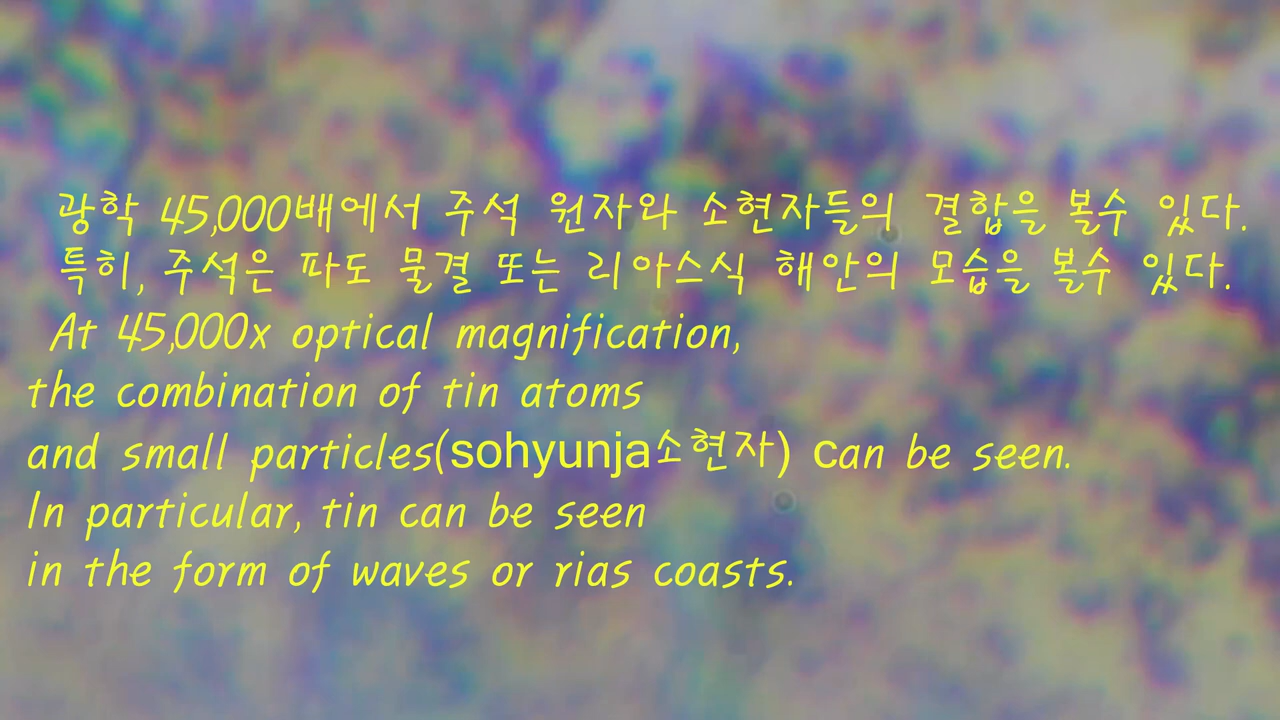 광학 45,000배에서 주석 원자와 소현자들의 결합을 볼수 있다.
특히, 주석은 파도 물결 또는 리아스식 해안의 모습을 볼수 있다.
At 45,000x optical magnification,
the combination of tin atoms
and small particles(sohyunja소현자) can be seen.
In particular, tin can be seen
in the form of waves or rias coasts.